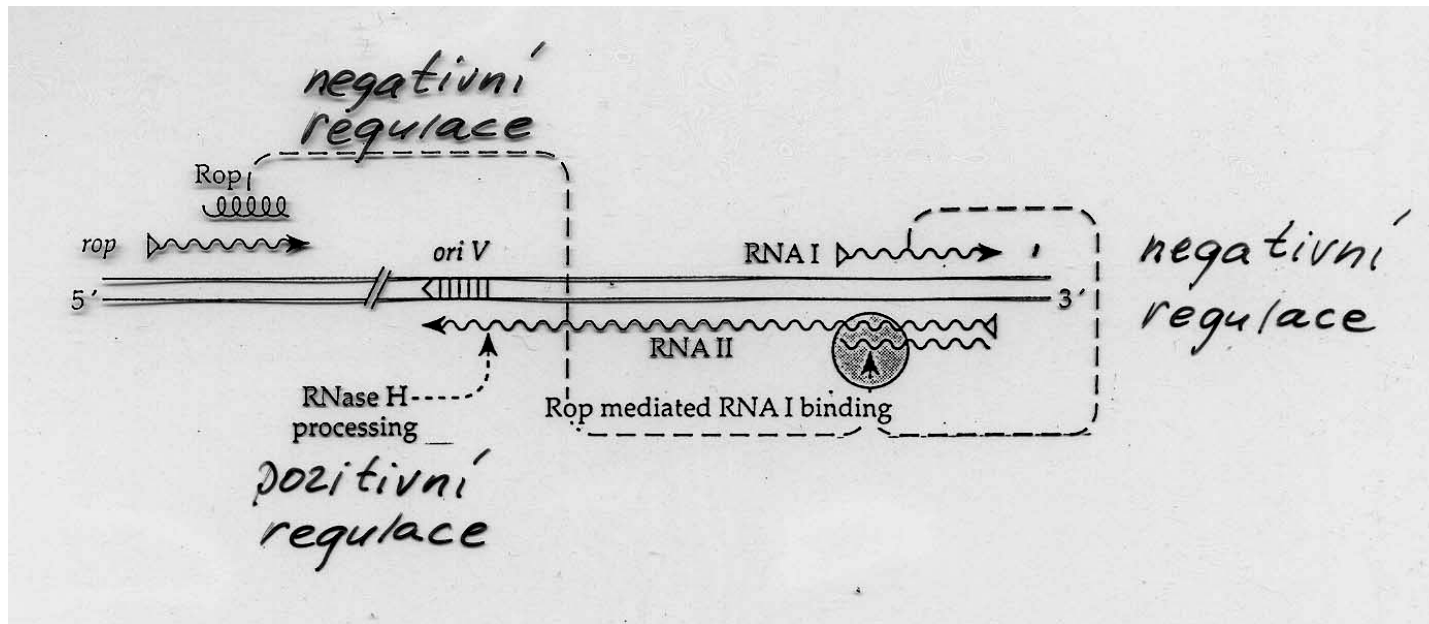 negativní
regulace
Rop
rop
ori V
RNA I
5′
3′
negativní
regulace
RNA II
RNase H
processing
Rop mediated RNA I binding
pozitivní
regulace